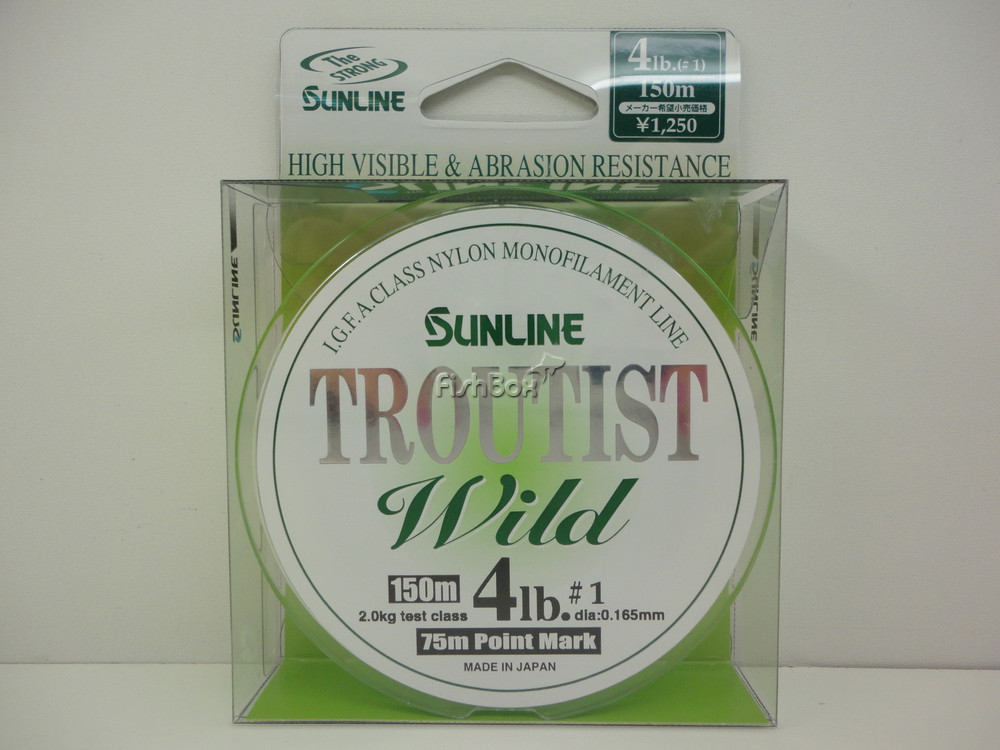 The
STRONG
SUNLINE
4lb.(#1)
150m
メーカー希望小売価格
¥1,250
HIGH VISIBLE & ABRASION RESISTANCE
SUNLINE
SUNLINE
SUNLINE
I.G.F.A.CLASS NYLON MONOFILAMENT LINE
SUNLINE
FishBox
TROUTIST
Wild
150m
4lb. #1
2.0kg test class
dia:0.165mm
75m Point Mark
MADE IN JAPAN